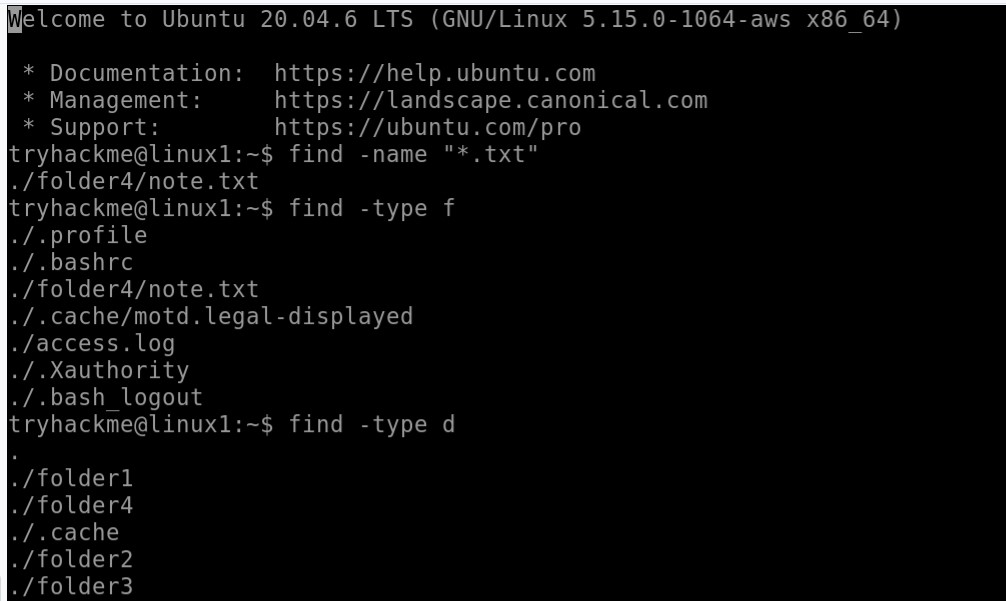 Welcome to Ubuntu 20.04.6 LTS (GNU/Linux 5.15.0-1064-aws x86_64)
* Documentation:  https://help.ubuntu.com
* Management:     https://landscape.canonical.com
* Support:        https://ubuntu.com/pro
tryhackme@linux1:~$ find -name "*.txt"
./folder4/note.txt
tryhackme@linux1:~$ find -type f
./.profile
./.bashrc
./folder4/note.txt
./.cache/motd.legal-displayed
./access.log
./.Xauthority
./.bash_logout
tryhackme@linux1:~$ find -type d
.
./folder1
./folder4
./.cache
./folder2
./folder3